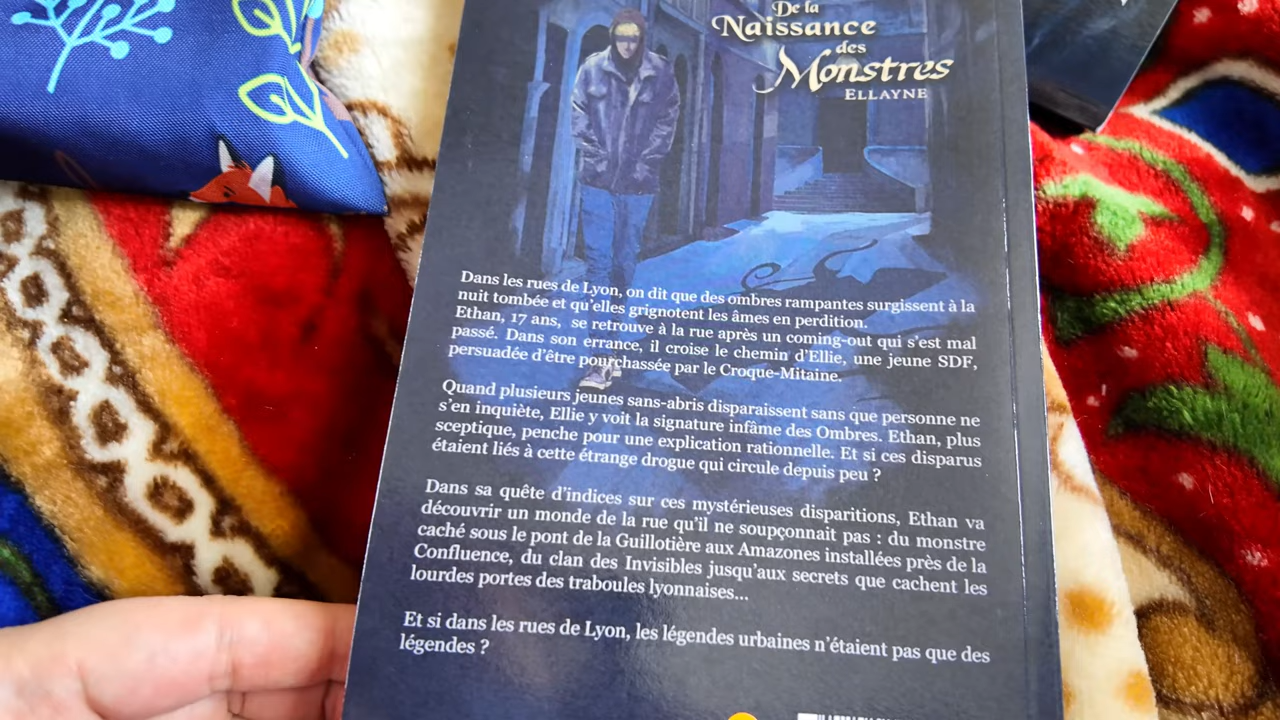 De la
Naissance
des
Monstres
ELLAYNE
Dans les rues de Lyon, on dit que des ombres rampantes surgissent à la
nuit tombée et qu'elles grignotent les âmes en perdition.
Ethan, 17 ans, se retrouve à la rue après un coming-out qui s'est mal
passé. Dans son errance, il croise le chemin d'Ellie, une jeune SDF,
persuadée d'être pourchassée par le Croque-Mitaine.
Quand plusieurs jeunes sans-abris disparaissent sans que personne ne
s'en inquiète, Ellie y voit la signature infâme des Ombres. Ethan, plus
sceptique, penche pour une explication rationnelle. Et si ces disparus
étaient liés à cette étrange drogue qui circule depuis peu ?
Dans sa quête d'indices sur ces mystérieuses disparitions, Ethan va
découvrir un monde de la rue qu'il ne soupçonnait pas : du monstre
caché sous le pont de la Guillotière aux Amazones installées près de la
Confluence, du clan des Invisibles jusqu'aux secrets que cachent les
lourdes portes des traboules lyonnaises...
Et si dans les rues de Lyon, les légendes urbaines n'étaient pas que des
légendes ?